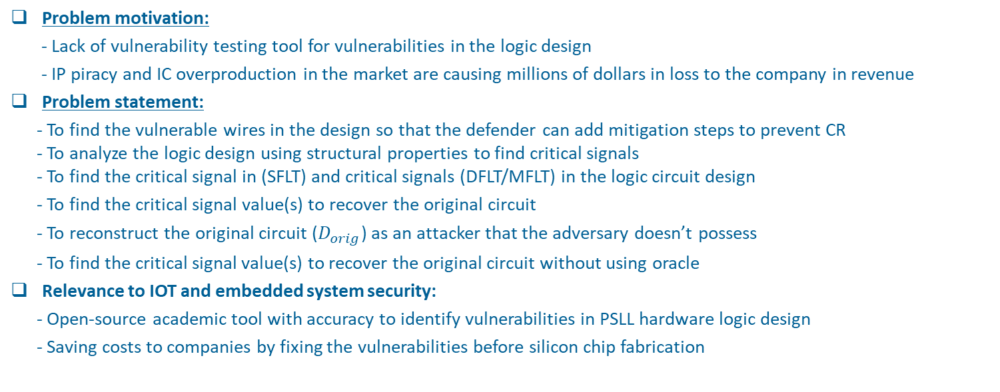 ❑ Problem motivation:
- Lack of vulnerability testing tool for vulnerabilities in the logic design
- IP piracy and IC overproduction in the market are causing millions of dollars in loss to the company in revenue
❑ Problem statement:
- To find the vulnerable wires in the design so that the defender can add mitigation steps to prevent CR
- To analyze the logic design using structural properties to find critical signals
- To find the critical signal in (SFLT) and critical signals (DFLT/MFLT) in the logic circuit design
- To find the critical signal value(s) to recover the original circuit
- To reconstruct the original circuit (D_orig) as an attacker that the adversary doesn’t possess
- To find the critical signal value(s) to recover the original circuit without using oracle
❑ Relevance to IOT and embedded system security:
- Open-source academic tool with accuracy to identify vulnerabilities in PSLL hardware logic design
- Saving costs to companies by fixing the vulnerabilities before silicon chip fabrication